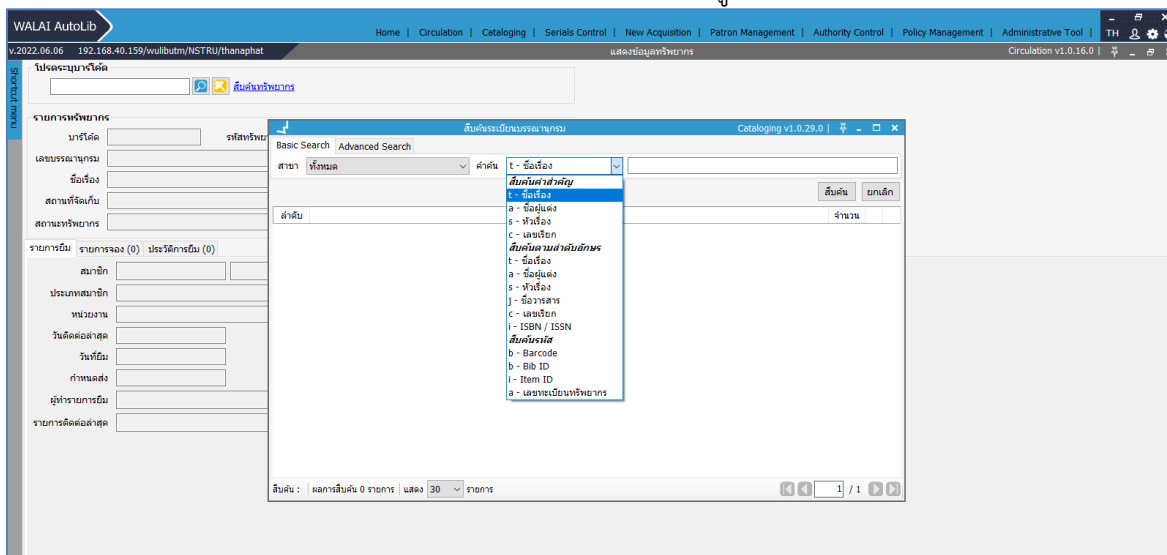 WALAI AutoLib
Home | Circulation | Cataloging | Serials Control | New Acquisition | Patron Management | Authority Control | Policy Management | Administrative Tool | TH
v.2022.06.06 192.168.40.159/wulibutm/NSTRU/thanaphat แสดงข้อมูลทรัพยากร Circulation v1.0.16.0 |
Shortcut menu
โปรดระบุบาร์โค้ด
สืบค้นทรัพยากร
รายการทรัพยากร
บาร์โค้ด รหัสทรัพย
เลขบรรณานุกรม
ชื่อเรื่อง
สถานที่จัดเก็บ
สถานะทรัพยากร
รายการยืม รายการจอง (0) ประวัติการยืม (0)
สมาชิก
ประเภทสมาชิก
หน่วยงาน
วันติดต่อล่าสุด
วันที่ยืม
กำหนดส่ง
ผู้ทำรายการยืม
รายการติดต่อล่าสุด
สืบค้นระเบียนบรรณานุกรม Cataloging v1.0.29.0 |
Basic Search Advanced Search
สาขา ทั้งหมด คำค้น t - ชื่อเรื่อง
สืบค้น ยกเลิก
ลำดับ จำนวน
สืบค้นคำสำคัญ
t - ชื่อเรื่อง
a - ชื่อผู้แต่ง
s - หัวเรื่อง
c - เลขเรียก
สืบค้นตามลำดับอักษร
t - ชื่อเรื่อง
a - ชื่อผู้แต่ง
s - หัวเรื่อง
j - ชื่อวารสาร
c - เลขเรียก
i - ISBN / ISSN
สืบค้นรหัส
b - Barcode
b - Bib ID
i - Item ID
a - เลขทะเบียนทรัพยากร
สืบค้น : ผลการสืบค้น 0 รายการ แสดง 30 รายการ 1 / 1